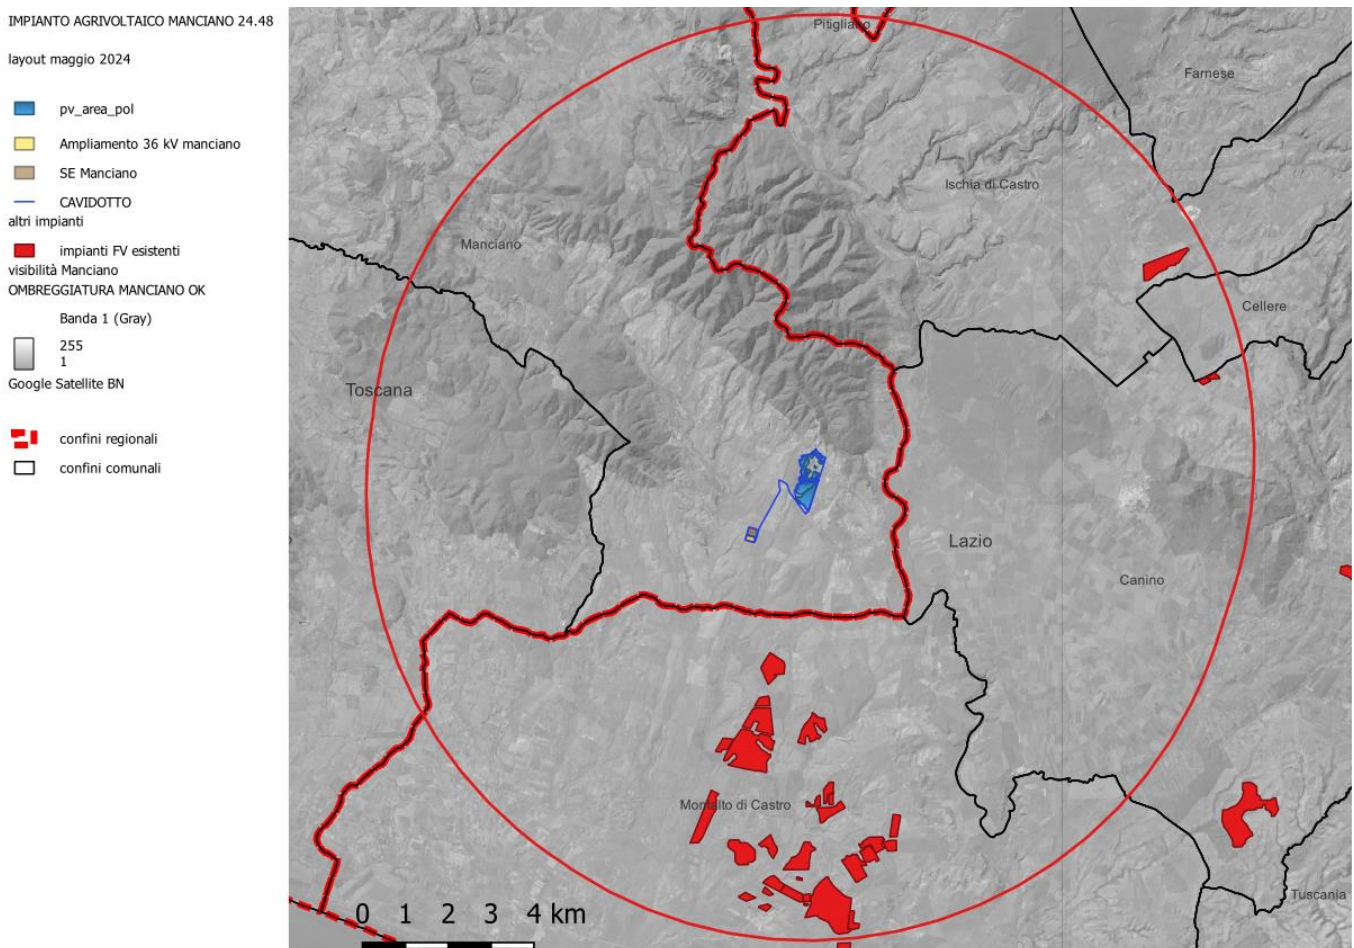 IMPIANTO AGRIVOLTAICO MANCIANO 24.48
layout maggio 2024
pv_area_pol
Ampliamento 36 kV manciano
SE Manciano
CAVIDOTTO
altri impianti
impianti FV esistenti
visibilità Manciano
OMBREGGIATURA MANCIANO OK
Banda 1 (Gray)
255
1
Google Satellite BN
confini regionali
confini comunali
Pitigliano
Farnese
Ischia di Castro
Manciano
Cellere
Toscana
Lazio
Canino
Montalto di Castro
Tuscania
0 1 2 3 4 km